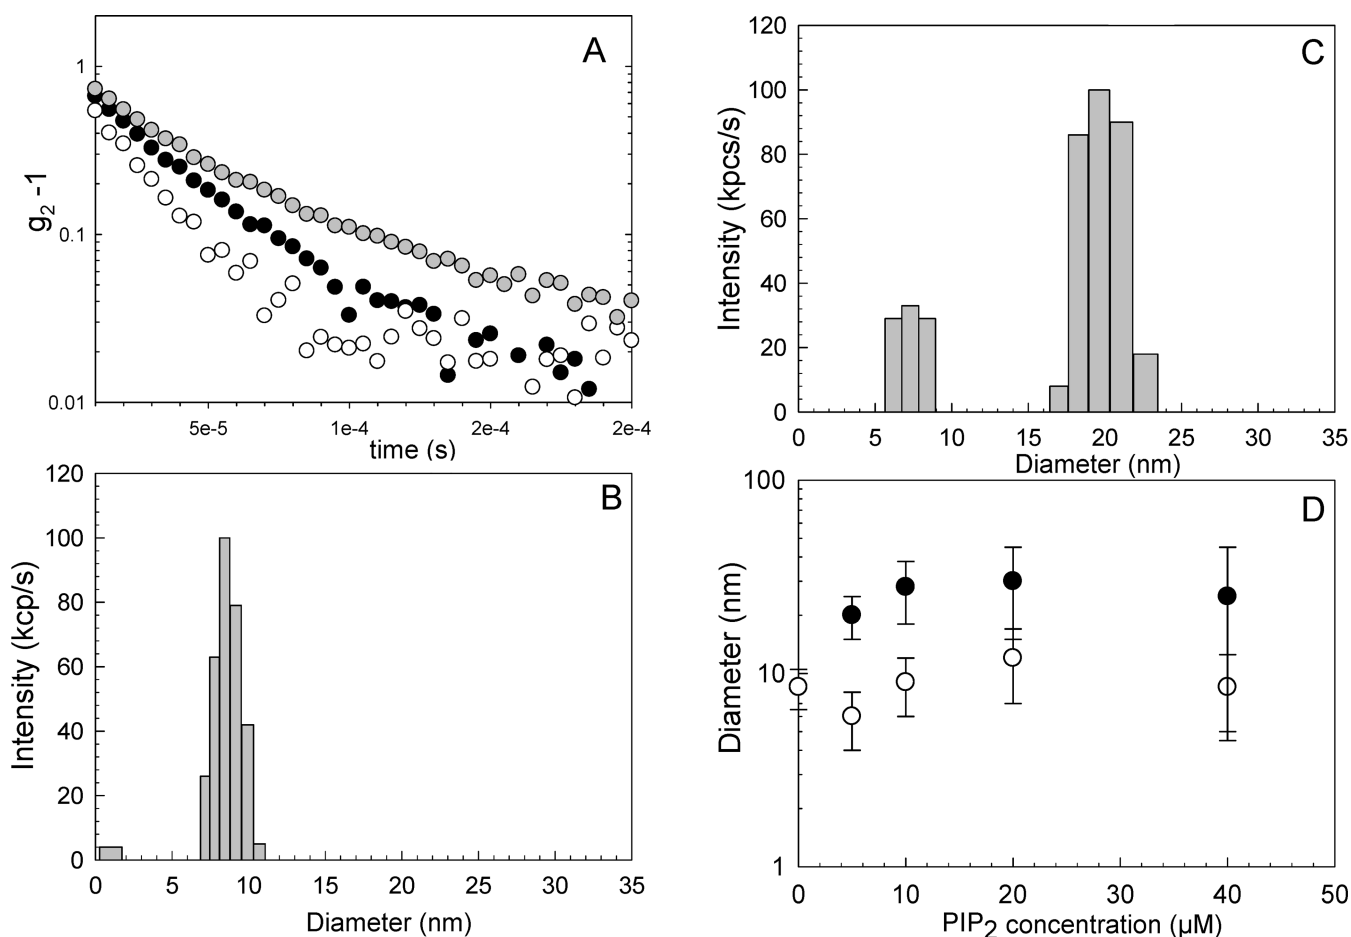 A
1
0.1
0.01
g2-1
5e-5 1e-4 2e-4 2e-4
time (s)
B
120
100
80
60
40
20
0
Intensity (kcp/s)
0 5 10 15 20 25 30 35
Diameter (nm)
C
120
100
80
60
40
20
0
Intensity (kpcs/s)
0 5 10 15 20 25 30 35
Diameter (nm)
D
100
10
1
Diameter (nm)
0 10 20 30 40 50
PIP2 concentration (µM)